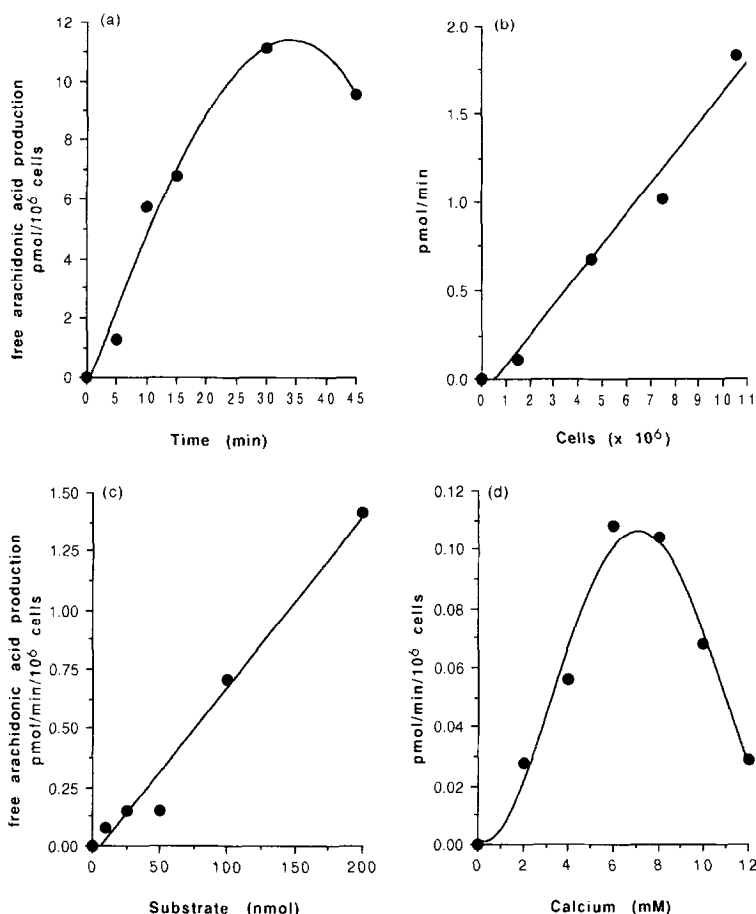 (a)
12
10
8
6
4
2
0
free arachidonic acid production
pmol/10⁶ cells
0 5 10 15 20 25 30 35 40 45
Time (min)
(b)
2.0
1.5
1.0
0.5
0.0
pmol/min
0 1 2 3 4 5 6 7 8 9 10 11
Cells (x 10⁶)
(c)
1.50
1.25
1.00
0.75
0.50
0.25
0.00
free arachidonic acid production
pmol/min/10⁶ cells
0 50 100 150 200
Substrate (nmol)
(d)
0.12
0.10
0.08
0.06
0.04
0.02
0.00
pmol/min/10⁶ cells
0 2 4 6 8 10 12
Calcium (mM)